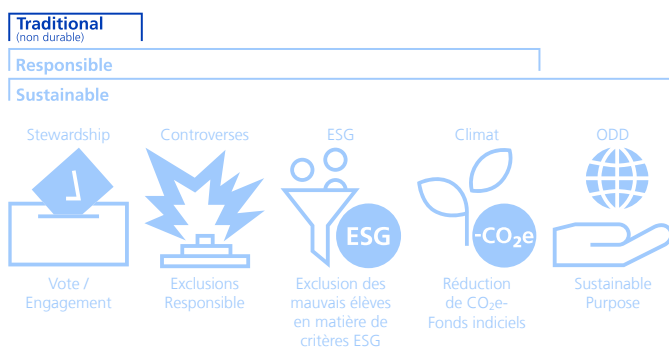 Traditional
(non durable)
Responsible
Sustainable
Stewardship
Controverses
ESG
Climat
ODD
ESG
-CO₂e
Vote /
Engagement
Exclusions
Responsible
Exclusion des
mauvais élèves
en matière de
critères ESG
Réduction
de CO₂e-
Fonds indiciels
Sustainable
Purpose